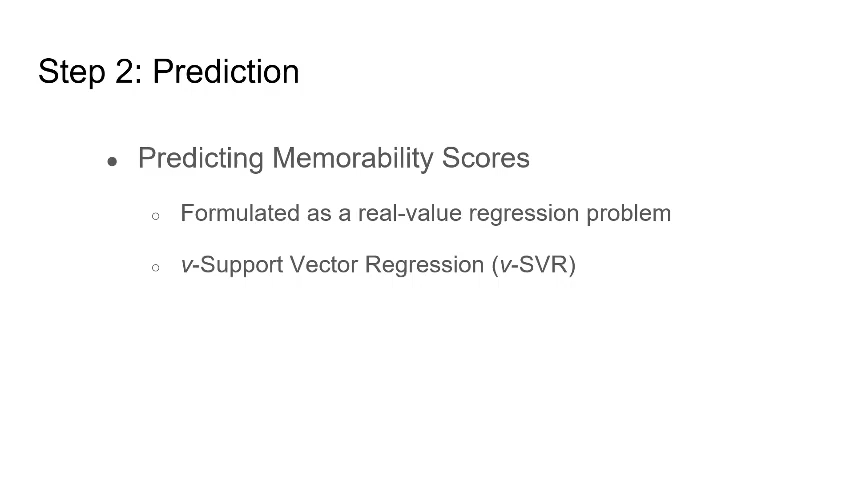 Step 2: Prediction
● Predicting Memorability Scores
○ Formulated as a real-value regression problem
○ v-Support Vector Regression (v-SVR)